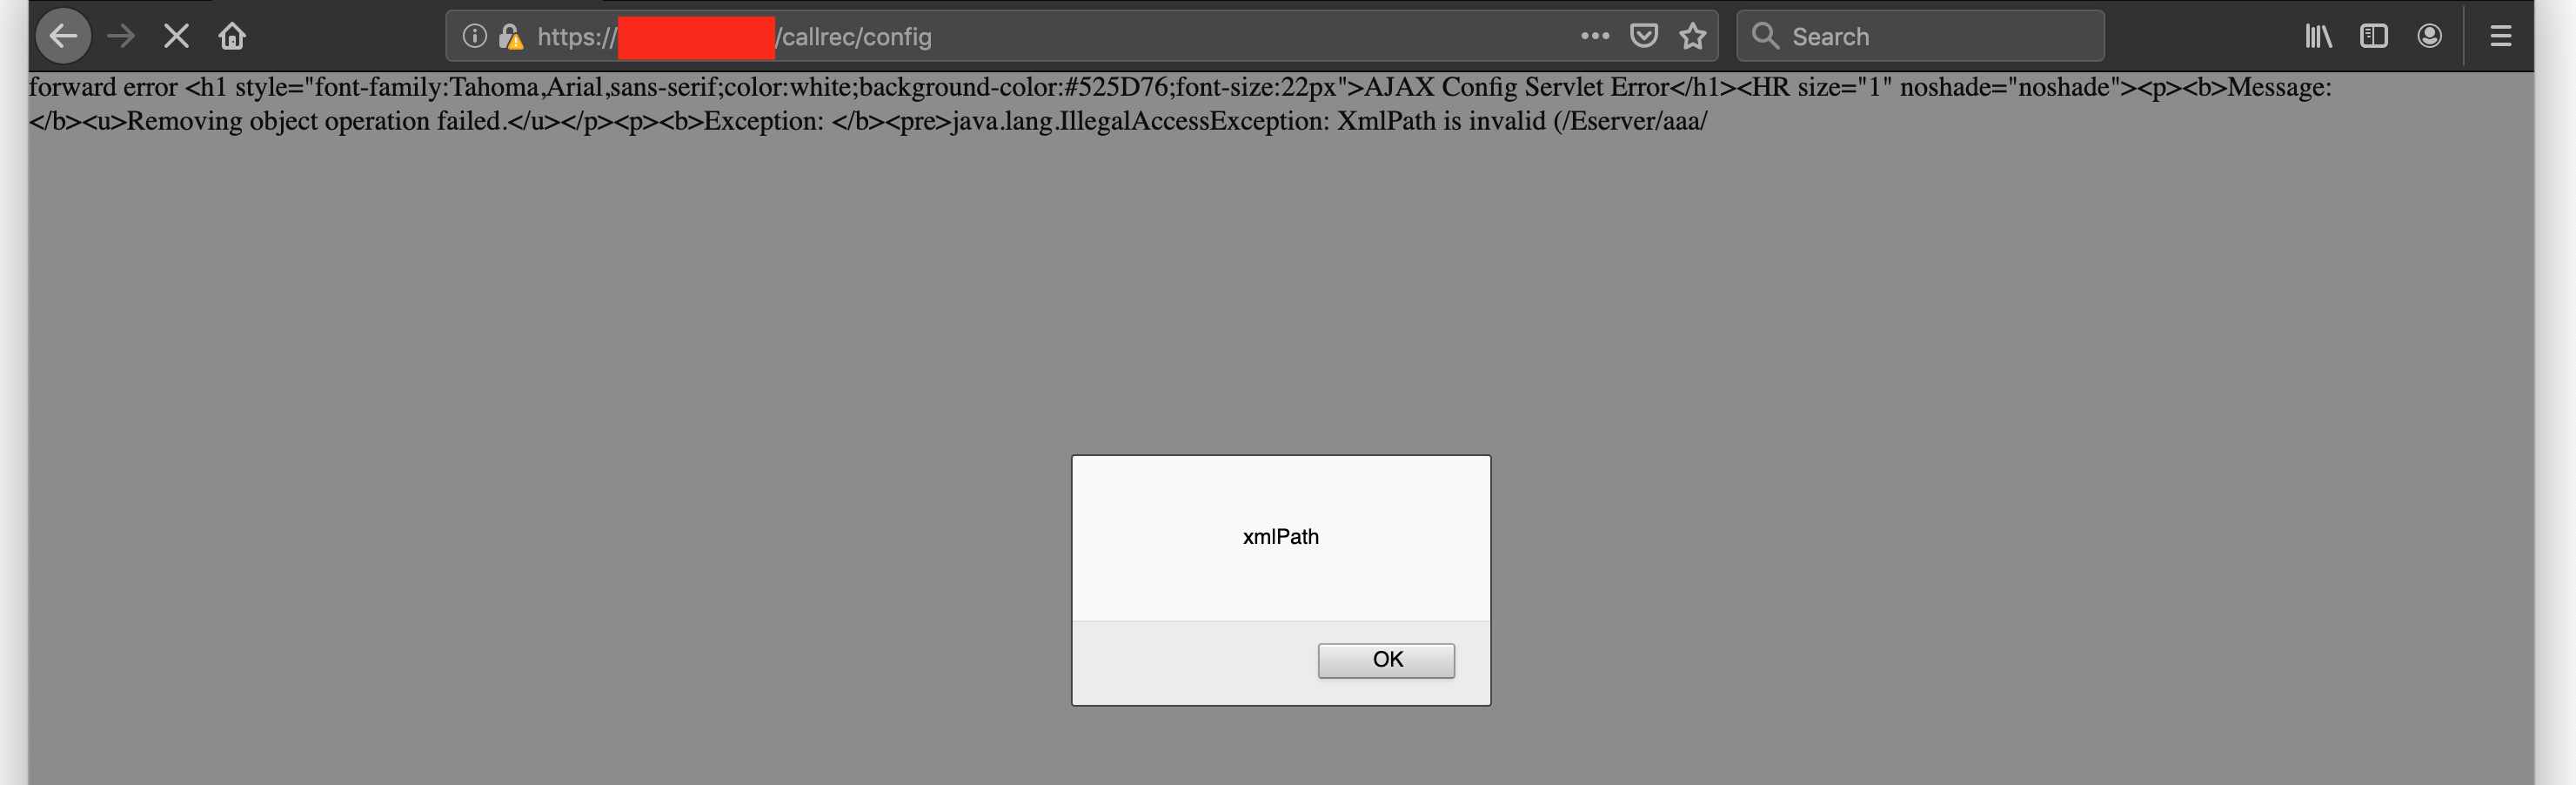 https:// /callrec/config
Search
forward error <h1 style="font-family:Tahoma,Arial,sans-serif;color:white;background-color:#525D76;font-size:22px">AJAX Config Servlet Error</h1><HR size="1" noshade="noshade"><p><b>Message:
</b><u>Removing object operation failed.</u></p><p><b>Exception: </b><pre>java.lang.IllegalAccessException: XmlPath is invalid (/Eserver/aaa/
xmlPath
OK